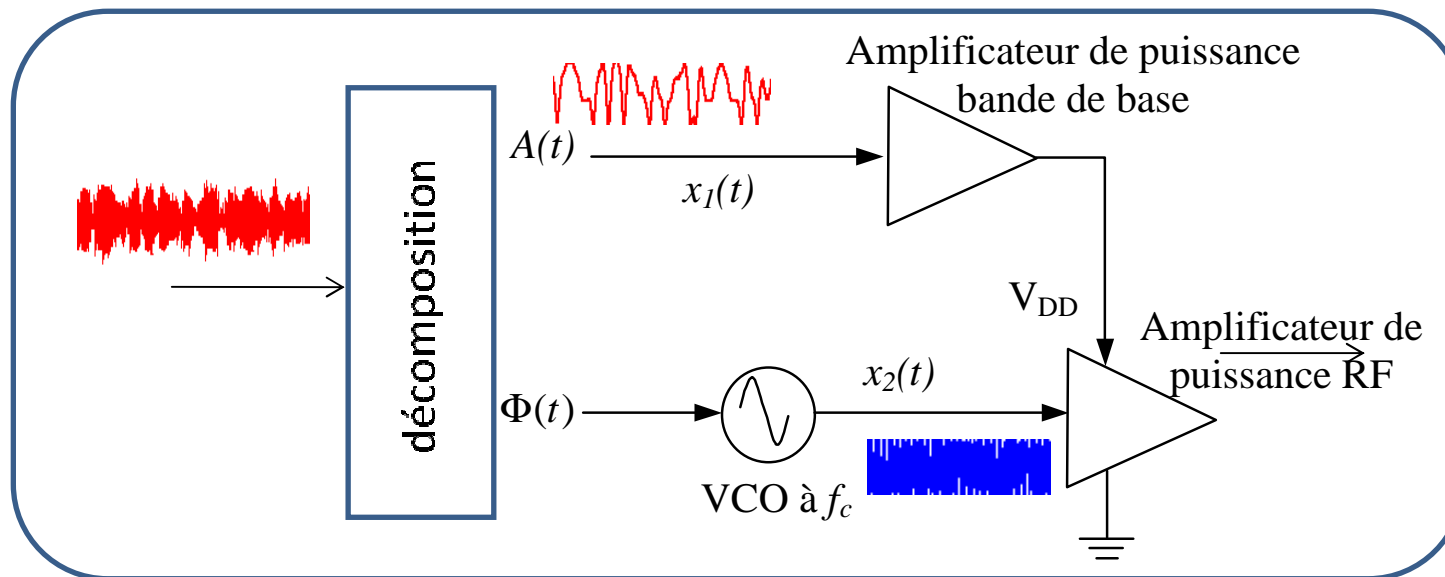 Amplificateur de puissance
bande de base
A(t)
x1(t)
décomposition
VDD
Amplificateur de
puissance RF
x2(t)
Φ(t)
VCO à fc